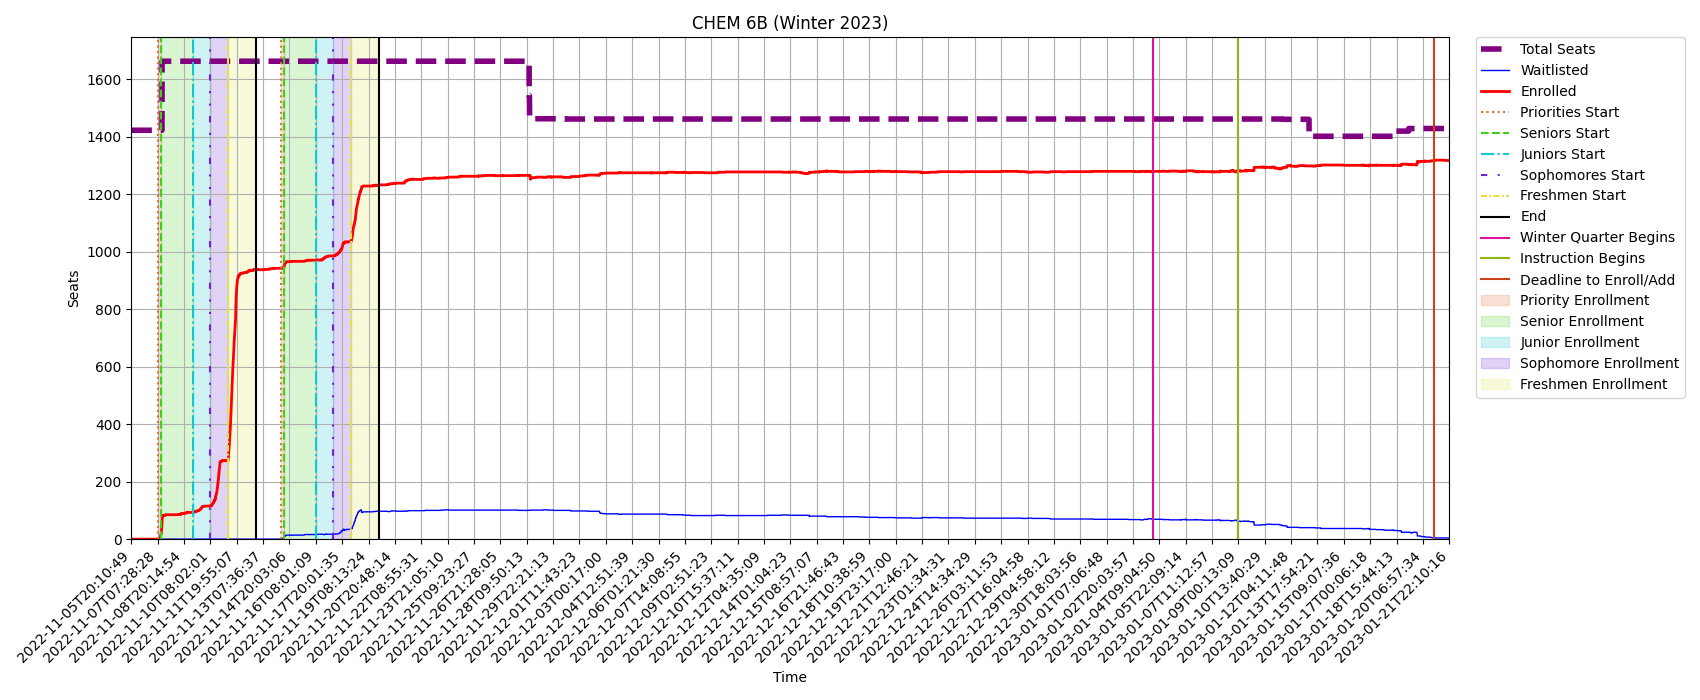 CHEM 6B (Winter 2023)
Seats
1600
1400
1200
1000
800
600
400
200
0
2022-11-05T20:10:49
2022-11-07T07:28:28
2022-11-08T20:14:54
2022-11-10T08:02:01
2022-11-11T19:55:07
2022-11-13T07:36:37
2022-11-14T20:03:06
2022-11-16T08:01:09
2022-11-17T20:01:35
2022-11-19T08:13:24
2022-11-20T20:48:14
2022-11-22T08:55:31
2022-11-23T21:05:10
2022-11-25T09:23:27
2022-11-26T21:28:05
2022-11-28T09:50:13
2022-11-29T22:21:13
2022-12-01T11:43:23
2022-12-03T00:17:00
2022-12-04T12:51:39
2022-12-06T01:21:30
2022-12-07T14:08:55
2022-12-09T02:51:23
2022-12-10T15:37:11
2022-12-12T04:35:09
2022-12-14T01:04:23
2022-12-15T08:57:07
2022-12-16T21:46:43
2022-12-18T10:38:59
2022-12-19T23:17:00
2022-12-21T12:46:21
2022-12-23T01:34:31
2022-12-24T14:34:29
2022-12-26T03:11:53
2022-12-27T16:04:58
2022-12-29T04:58:12
2022-12-30T18:03:56
2023-01-01T07:06:48
2023-01-02T20:03:57
2023-01-04T09:04:50
2023-01-05T22:09:14
2023-01-07T11:12:57
2023-01-09T00:13:09
2023-01-10T13:40:29
2023-01-12T04:11:48
2023-01-13T17:54:21
2023-01-15T09:07:36
2023-01-17T00:06:18
2023-01-18T15:44:13
2023-01-20T06:57:34
2023-01-21T22:10:16
Time
Total Seats
Waitlisted
Enrolled
Priorities Start
Seniors Start
Juniors Start
Sophomores Start
Freshmen Start
End
Winter Quarter Begins
Instruction Begins
Deadline to Enroll/Add
Priority Enrollment
Senior Enrollment
Junior Enrollment
Sophomore Enrollment
Freshmen Enrollment